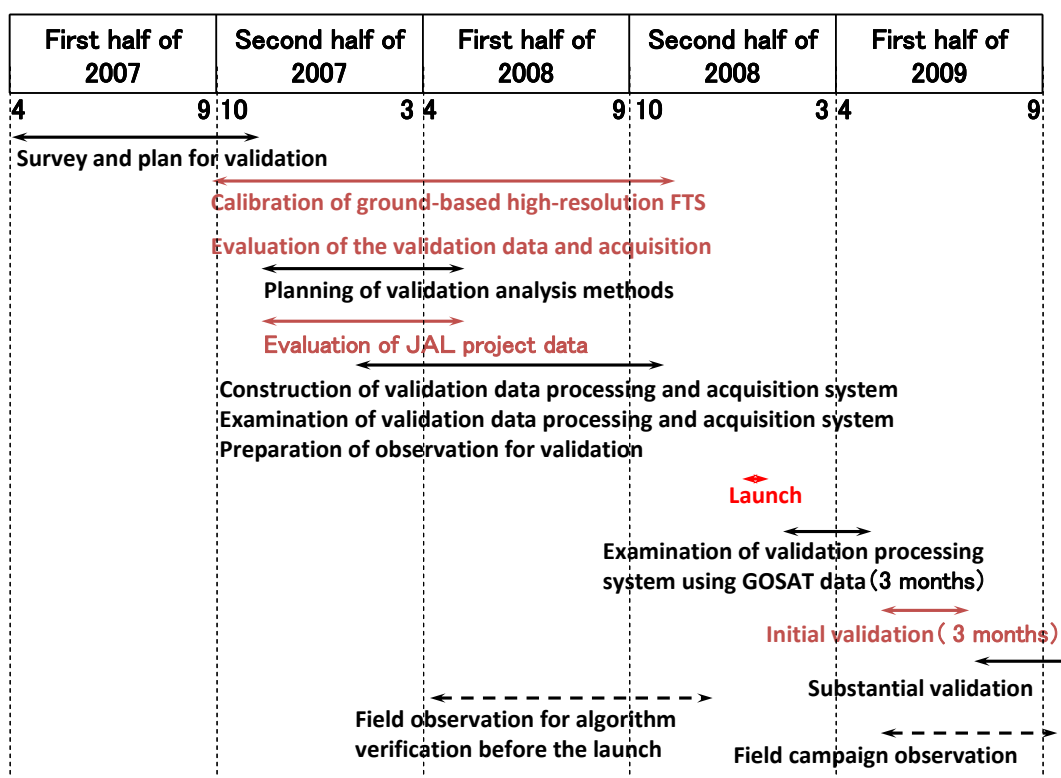 First half of
2007
Second half of
2007
First half of
2008
Second half of
2008
First half of
2009
4 9 10 3 4 9 10 3 4 9
Survey and plan for validation
Calibration of ground-based high-resolution FTS
Evaluation of the validation data and acquisition
Planning of validation analysis methods
Evaluation of JAL project data
Construction of validation data processing and acquisition system
Examination of validation data processing and acquisition system
Preparation of observation for validation
Launch
Examination of validation processing
system using GOSAT data(3 months)
Initial validation( 3 months)
Substantial validation
Field observation for algorithm
verification before the launch
Field campaign observation